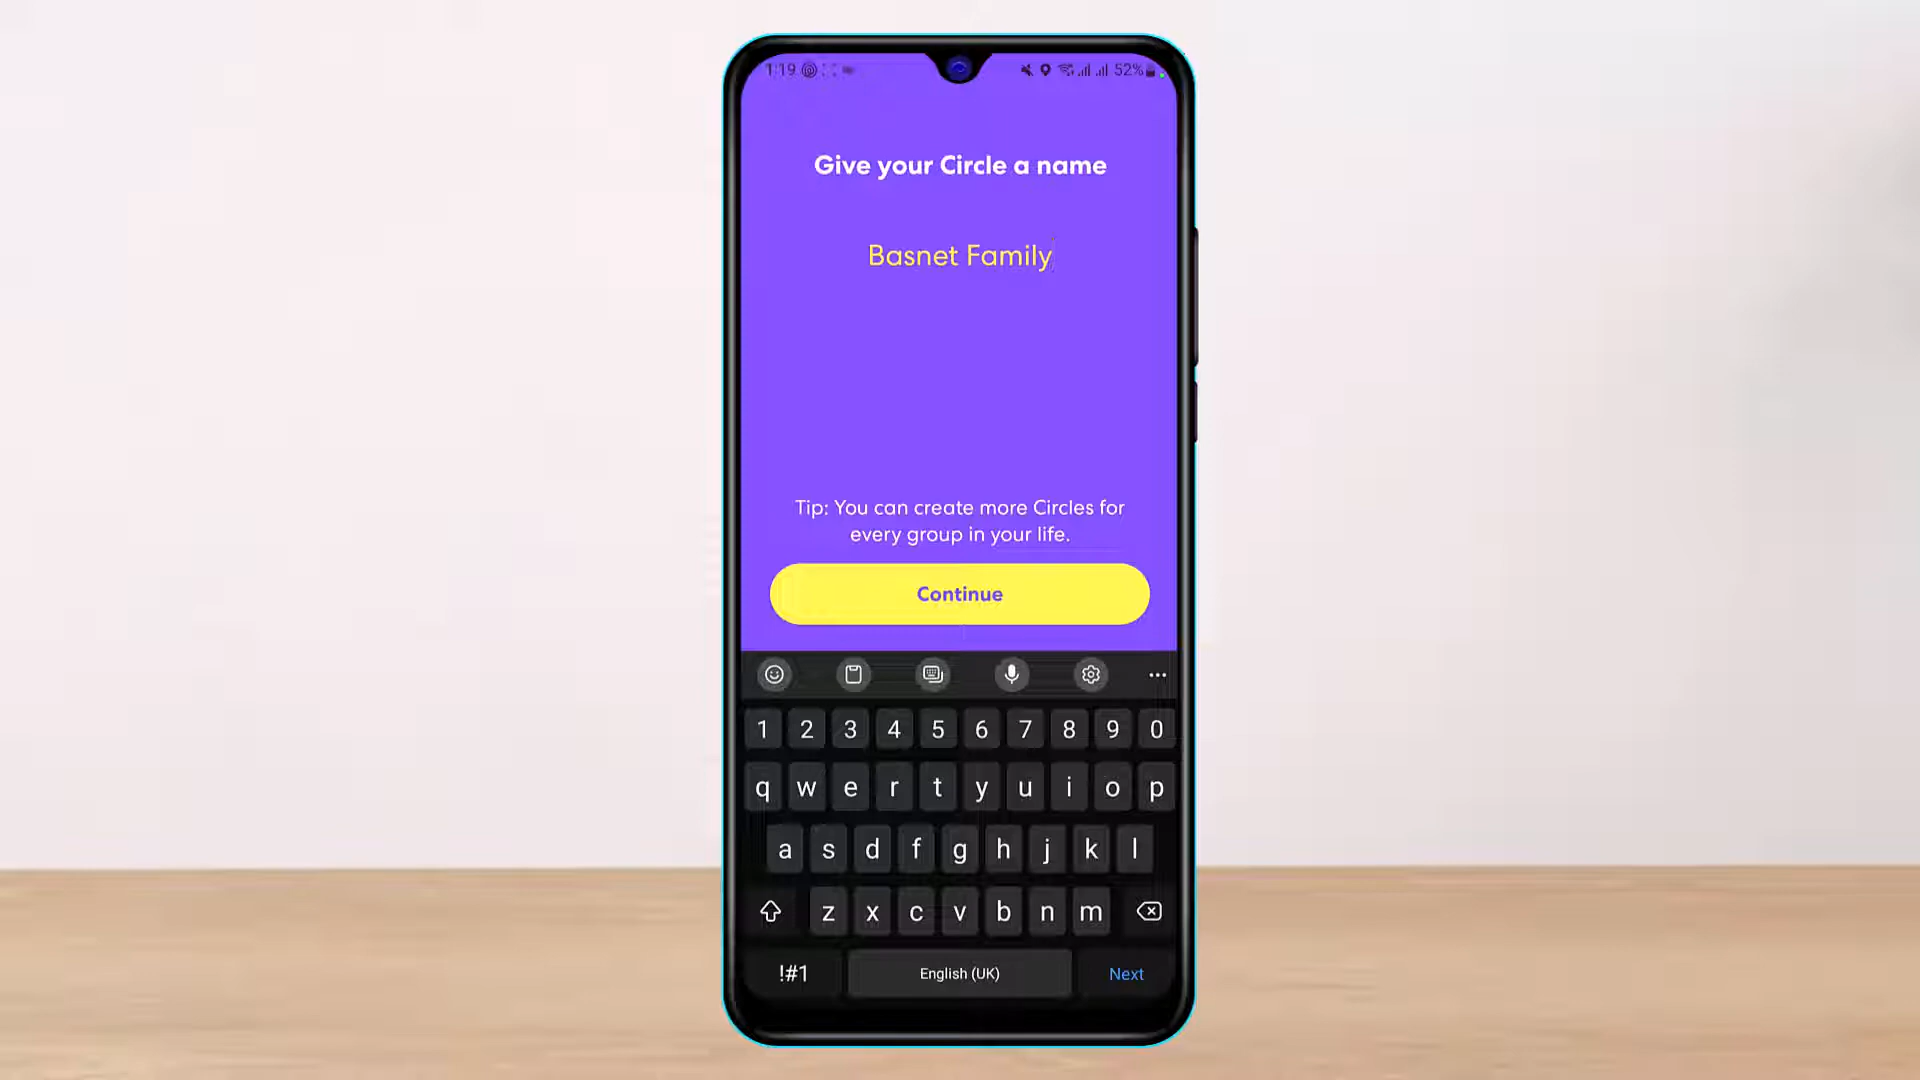 1:19 52%
Give your Circle a name
Basnet Family
Tip: You can create more Circles for
every group in your life.
Continue
1 2 3 4 5 6 7 8 9 0
q w e r t y u i o p
a s d f g h j k l
z x c v b n m
!#1 English (UK) Next